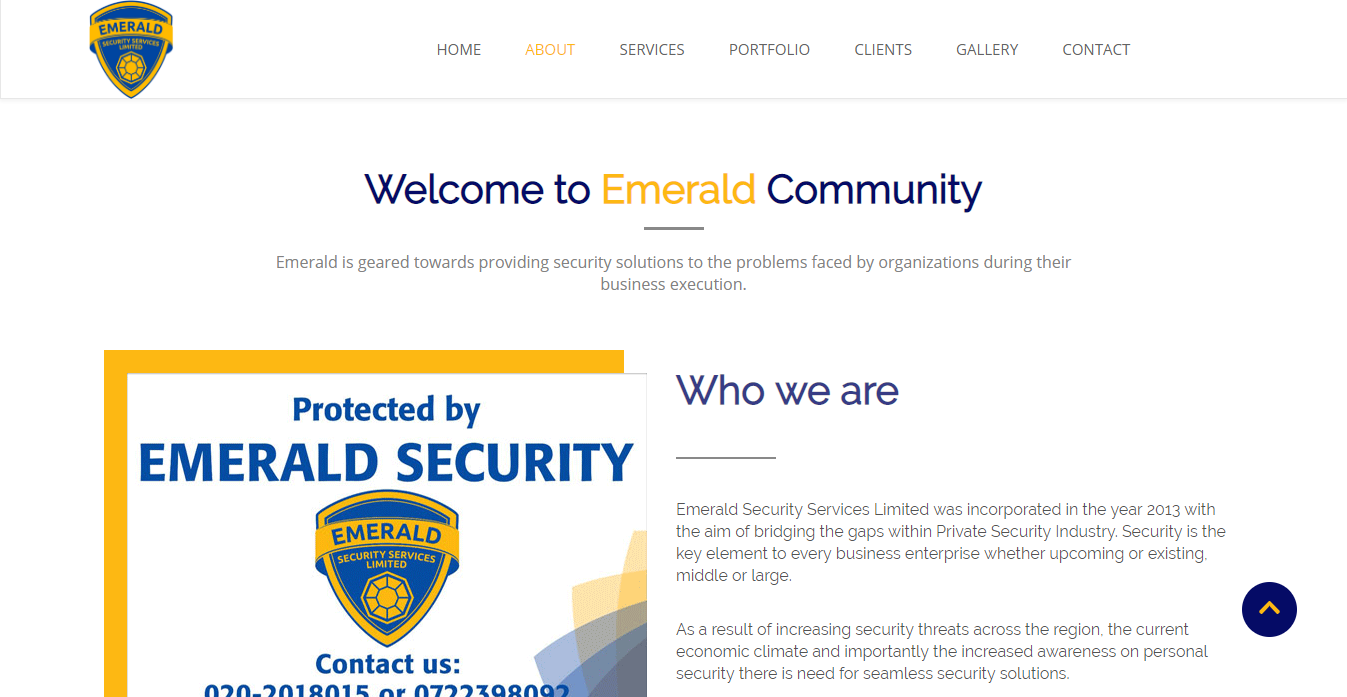 EMERALD
SECURITY SERVICES
LIMITED
HOME ABOUT SERVICES PORTFOLIO CLIENTS GALLERY CONTACT
Welcome to Emerald Community
Emerald is geared towards providing security solutions to the problems faced by organizations during their
business execution.
Protected by
EMERALD SECURITY
EMERALD
SECURITY SERVICES
LIMITED
Contact us:
020-2018015 or 0722398092
Who we are
Emerald Security Services Limited was incorporated in the year 2013 with
the aim of bridging the gaps within Private Security Industry. Security is the
key element to every business enterprise whether upcoming or existing,
middle or large.
As a result of increasing security threats across the region, the current
economic climate and importantly the increased awareness on personal
security there is need for seamless security solutions.